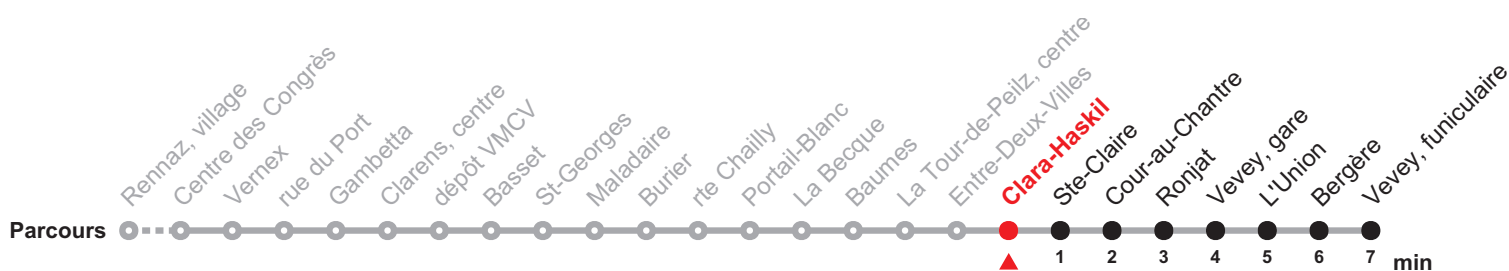 Rennaz, village
Centre des Congrès
Vernex
rue du Port
Gambetta
Clarens, centre
dépôt VMCV
Basset
St-Georges
Maladaire
Burier
rte Chailly
Portail-Blanc
La Becque
Baumes
La Tour-de-Peilz, centre
Entre-Deux-Villes
Clara-Haskil
Ste-Claire
Cour-au-Chantre
Ronjat
Vevey, gare
L'Union
Bergère
Vevey, funiculaire
Parcours
1 2 3 4 5 6 7 min